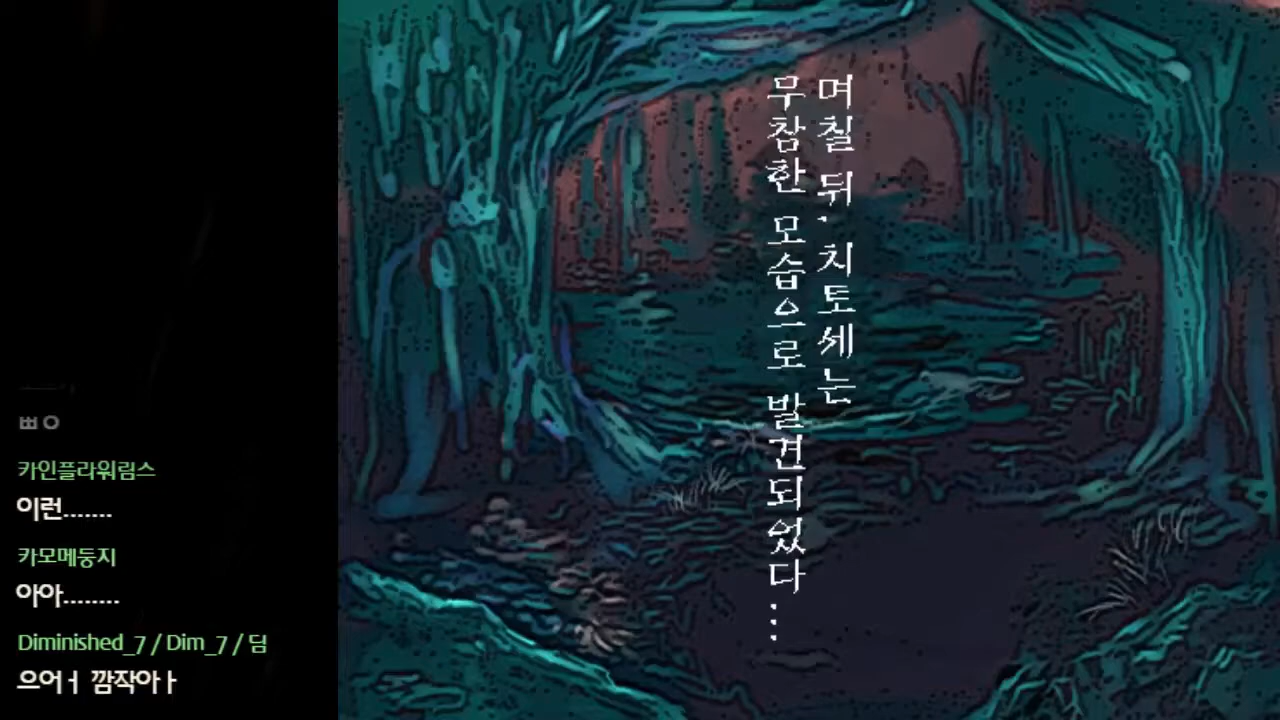 ㅃㅇ
카인플라워림스
이런.......
카모메둥지
아아........
Diminished_7 / Dim_7 / 딤
으어ㅓ 깜작아ㅏ
며칠 뒤, 치토세는
무참한 모습으로 발견되었다…